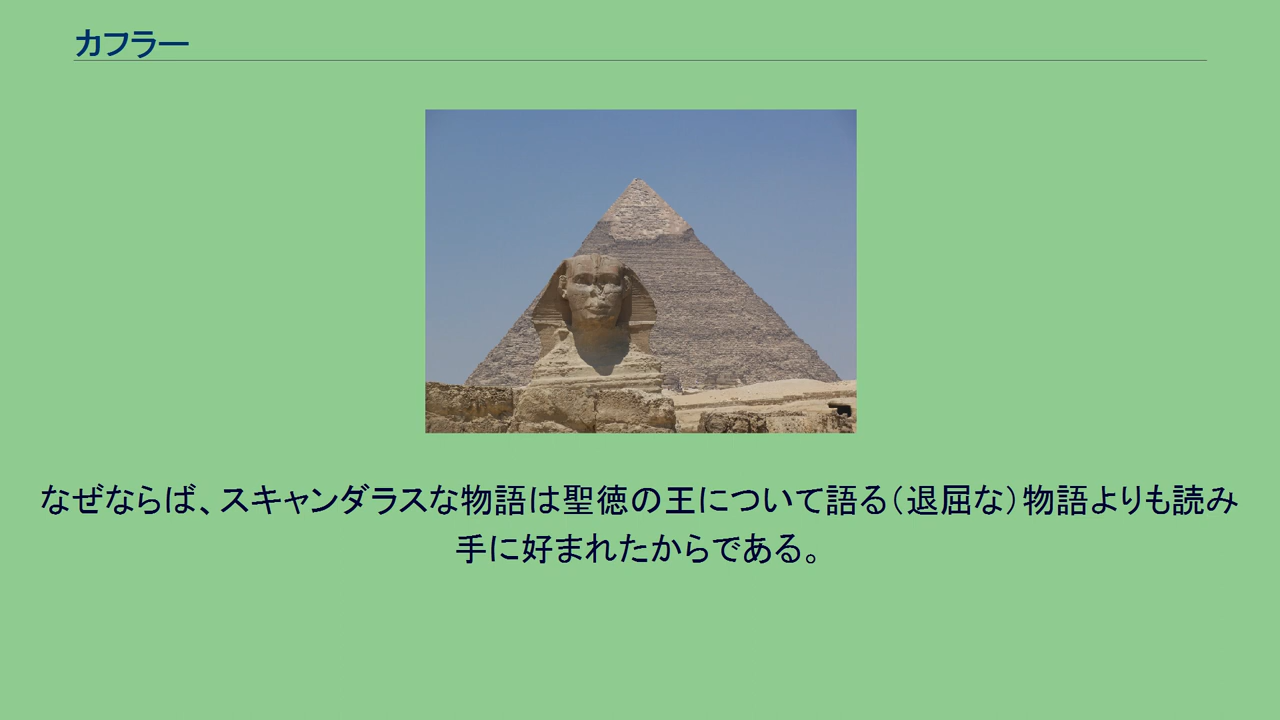 カフラー
なぜならば、スキャンダラスな物語は聖徳の王について語る（退屈な）物語よりも読み
手に好まれたからである。